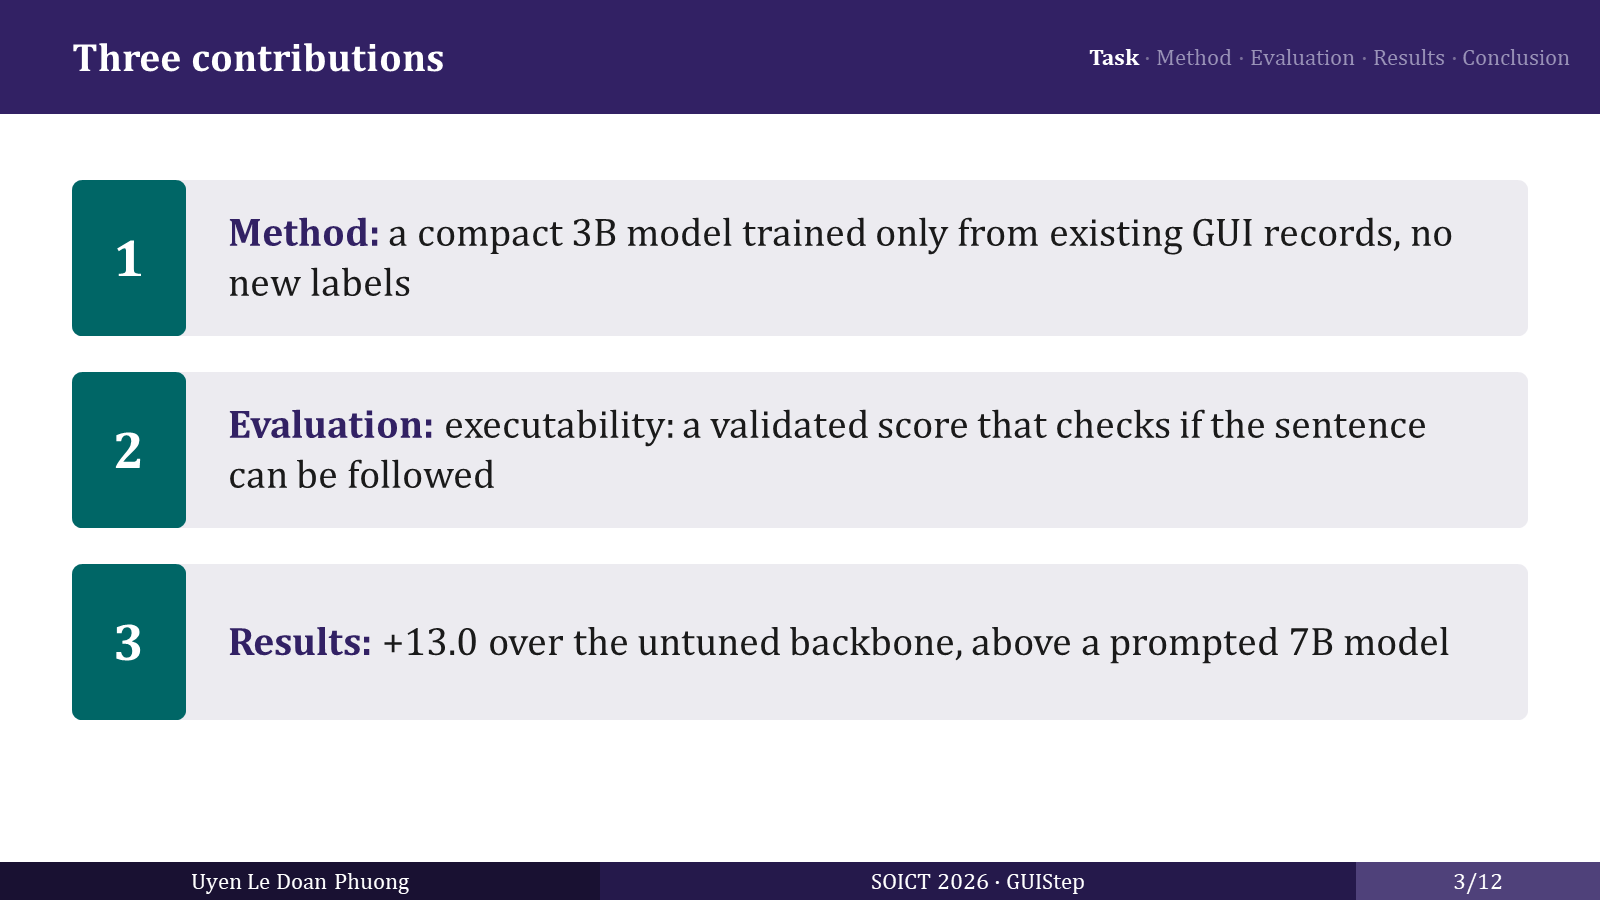 Three contributions
Task · Method · Evaluation · Results · Conclusion
1
Method: a compact 3B model trained only from existing GUI records, no
new labels
2
Evaluation: executability: a validated score that checks if the sentence
can be followed
3
Results: +13.0 over the untuned backbone, above a prompted 7B model
Uyen Le Doan Phuong
SOICT 2026 · GUIStep
3/12